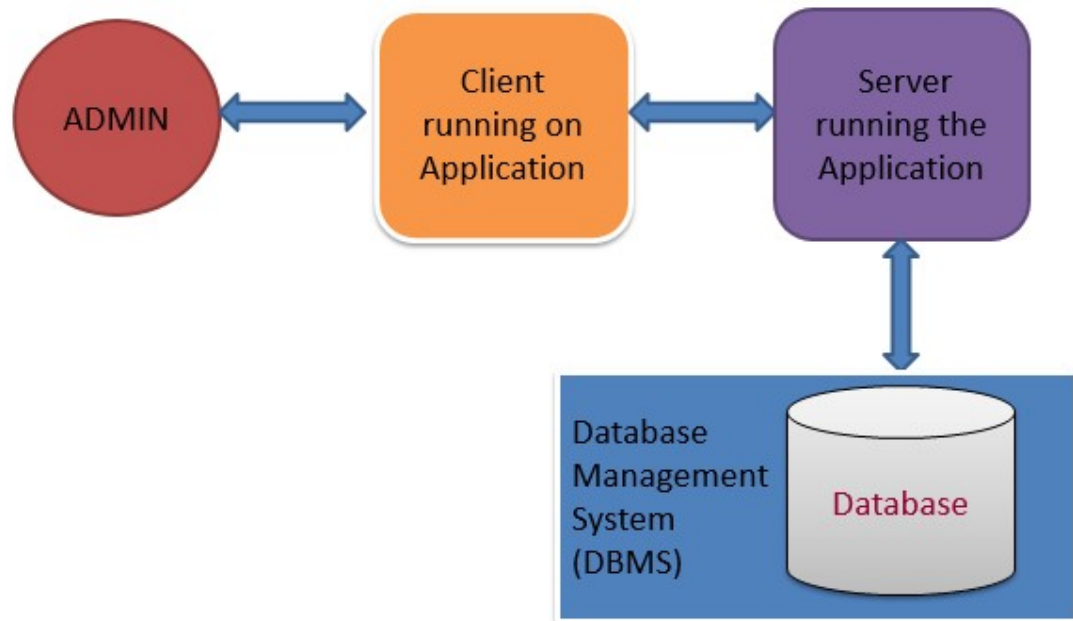 ADMIN
Client
running on
Application
Server
running the
Application
Database
Management
System
(DBMS)
Database